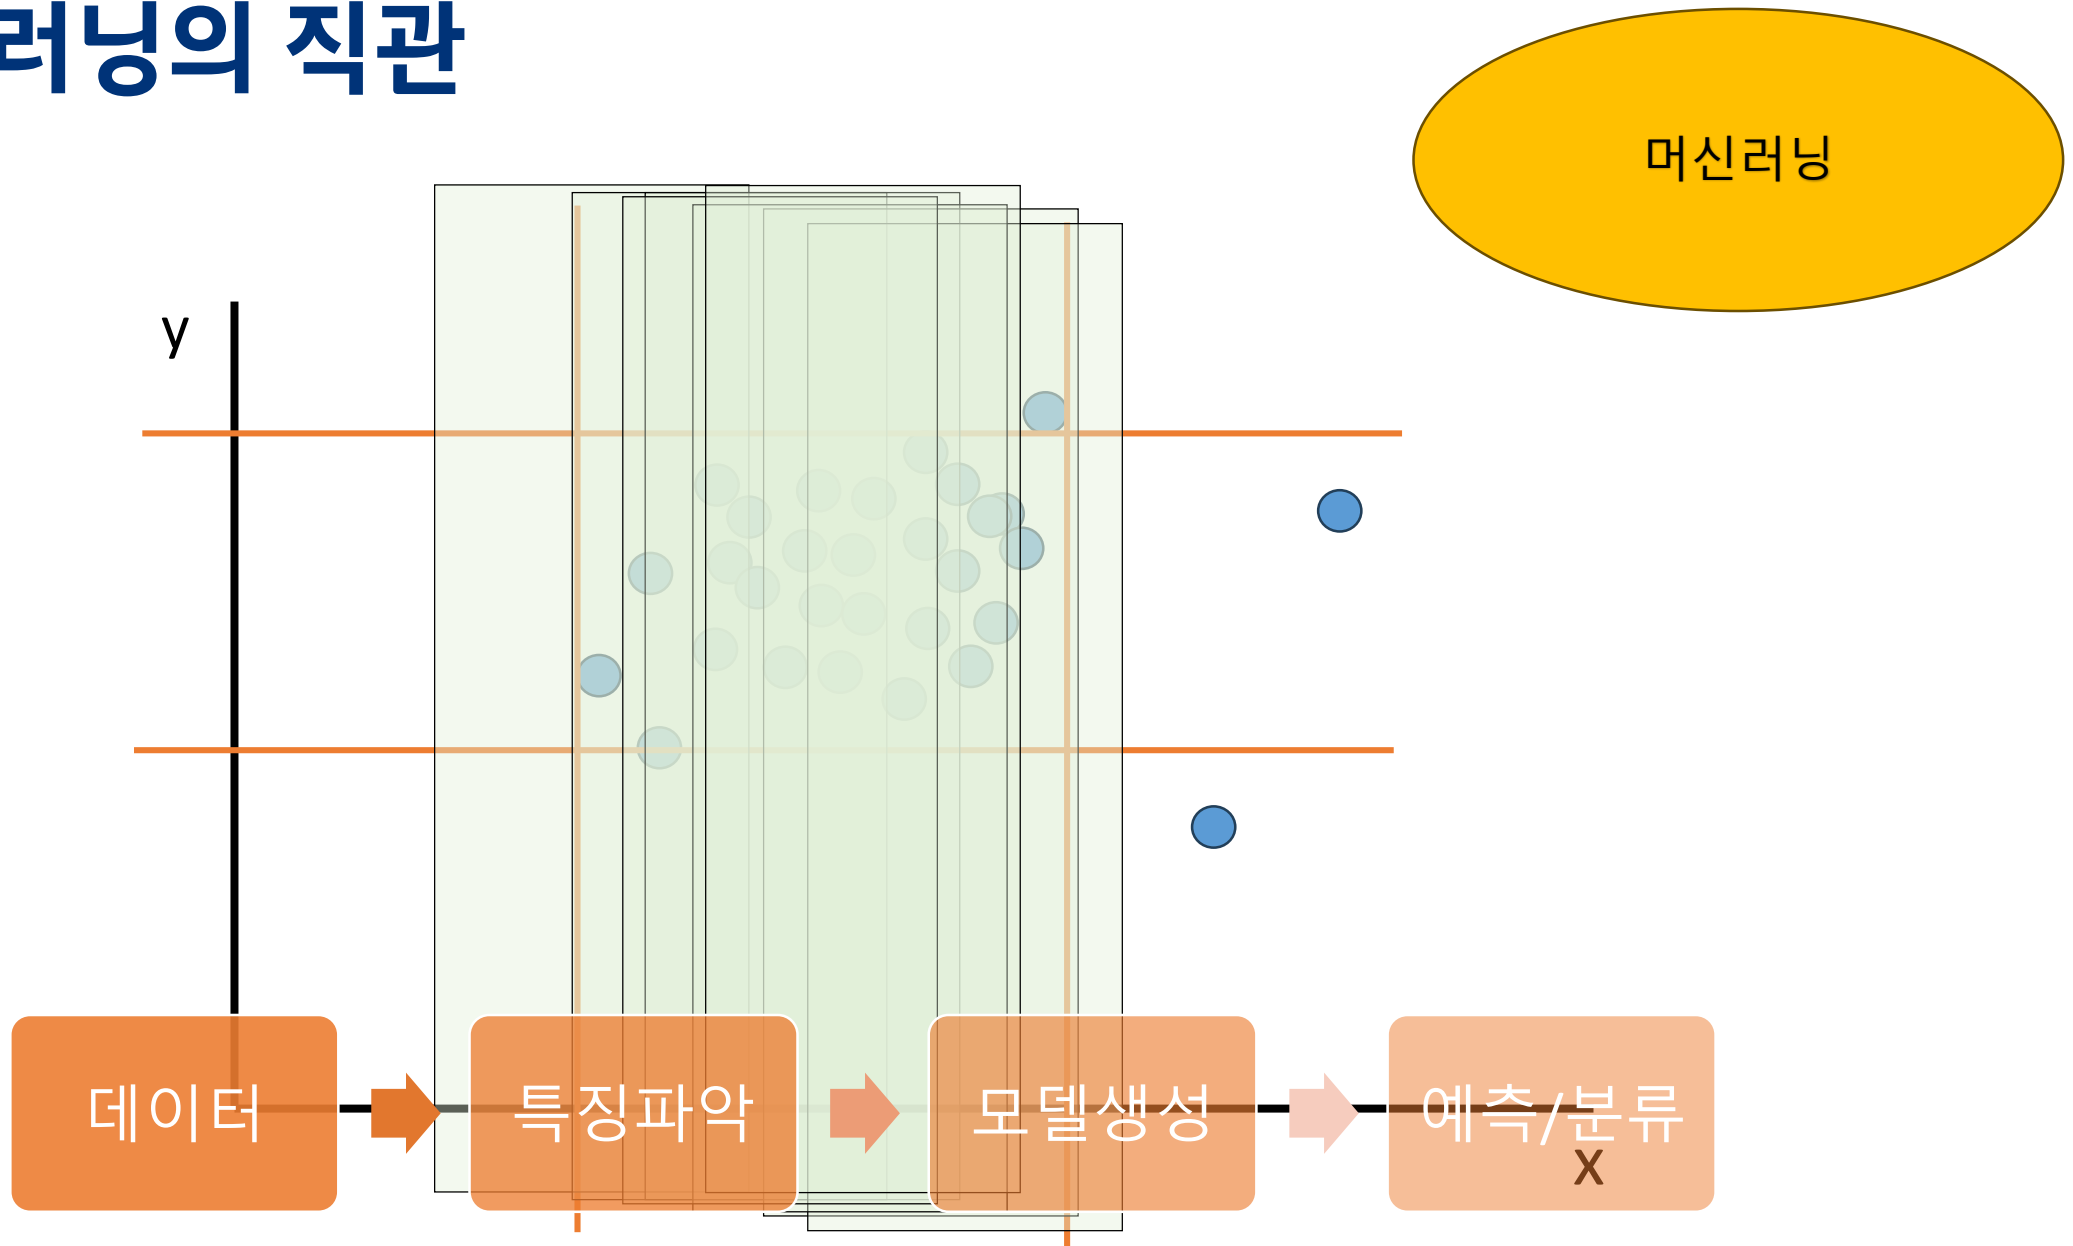 러닝의 직관
머신러닝
y
데이터
특징파악
모델생성
예측/분류
x